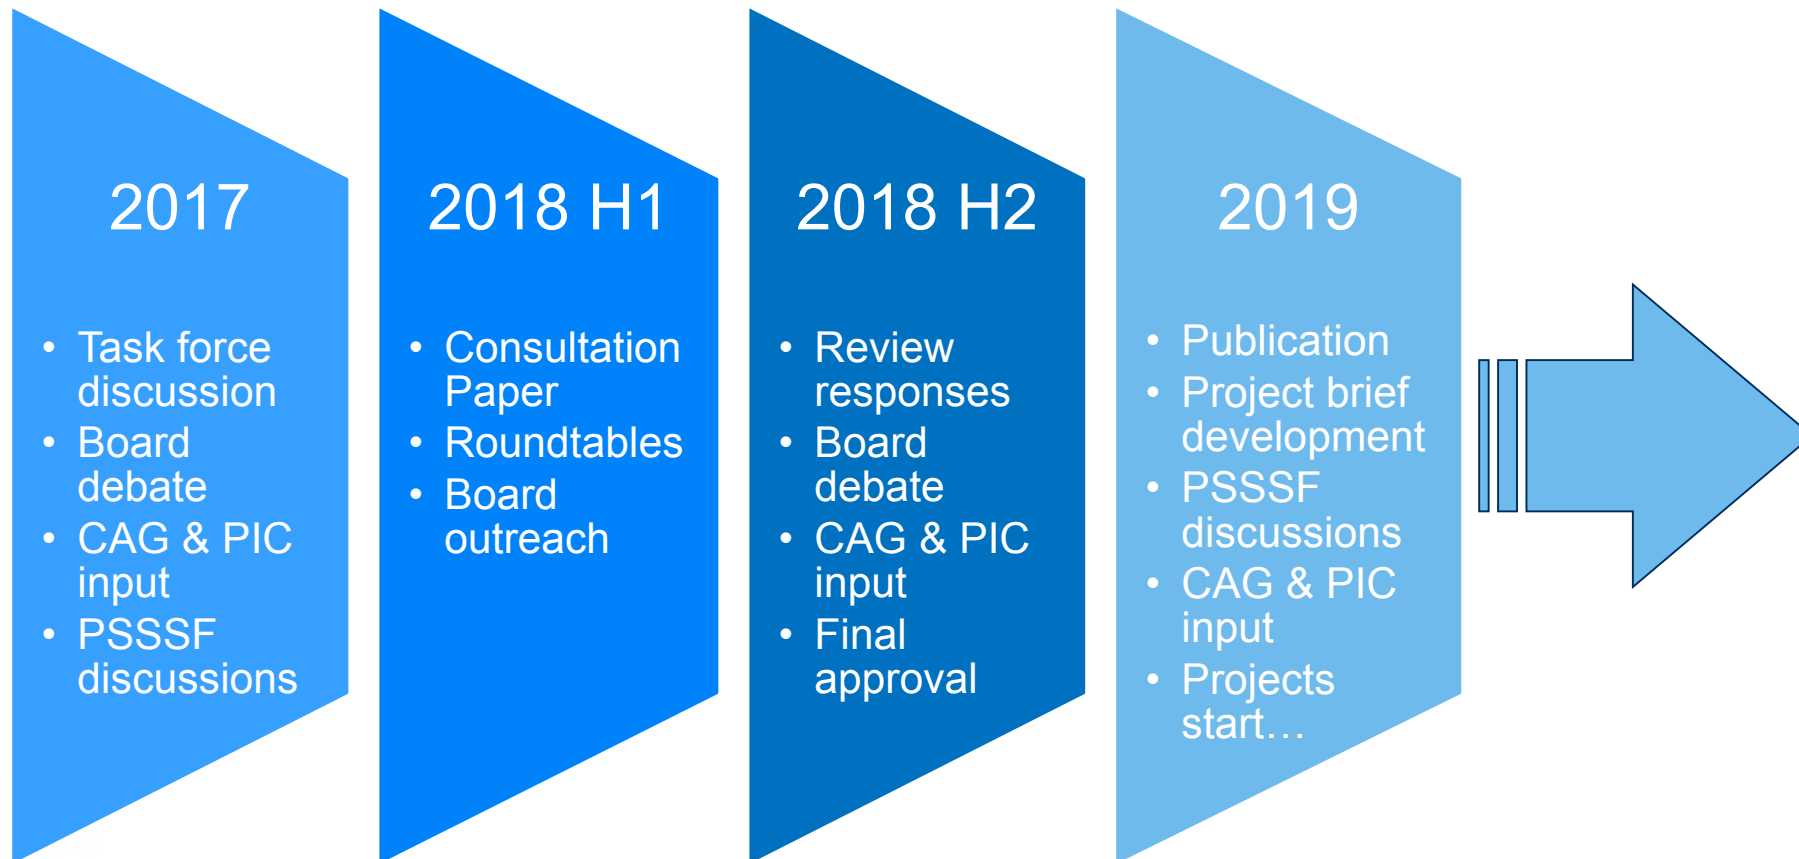 2017
• Task force
discussion
• Board
debate
• CAG & PIC
input
• PSSSF
discussions
2018 H1
• Consultation
Paper
• Roundtables
• Board
outreach
2018 H2
• Review
responses
• Board
debate
• CAG & PIC
input
• Final
approval
2019
• Publication
• Project brief
development
• PSSSF
discussions
• CAG & PIC
input
• Projects
start…